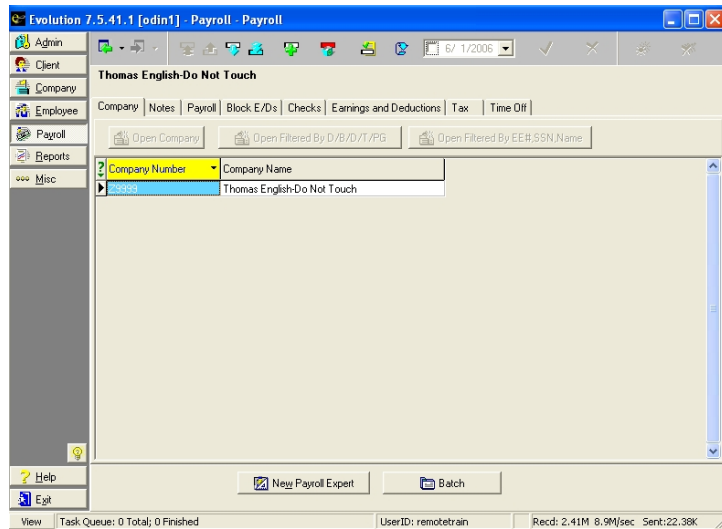 Evolution 7.5.41.1 [odin1] - Payroll - Payroll
Admin
Client
Company
Employee
Payroll
Reports
Misc
6/ 1/2006
Thomas English-Do Not Touch
Company Notes Payroll Block E/Ds Checks Earnings and Deductions Tax Time Off
Open Company Open Filtered By D/B/D/T/PG Open Filtered By EE#,SSN,Name
Company Number Company Name
Z9999 Thomas English-Do Not Touch
Help
Exit
New Payroll Expert Batch
View Task Queue: 0 Total; 0 Finished UserID: remotetrain Recd: 2.41M 8.9M/sec Sent:22.38K